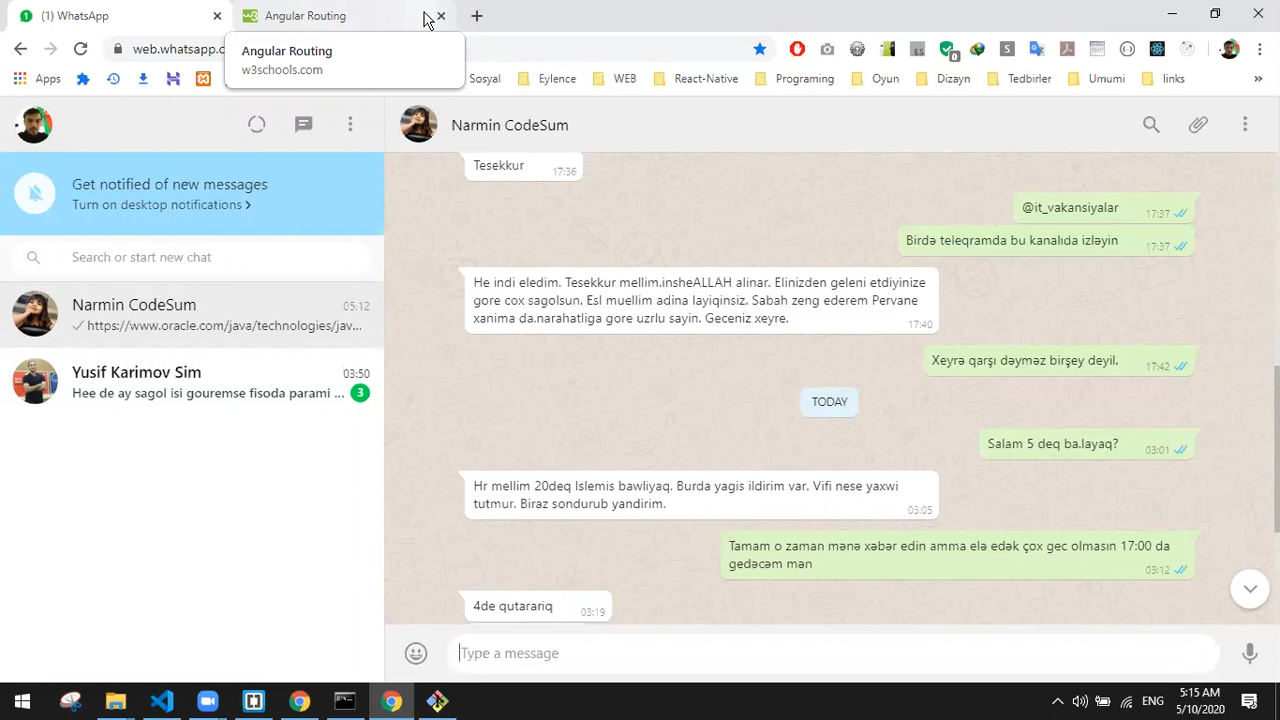 (1) WhatsApp
Angular Routing
web.whatsapp.c
Angular Routing
w3schools.com
Apps
Sosyal
Eylence
WEB
React-Native
Programing
Oyun
Dizayn
Tedbirler
Umumi
links
»
Narmin CodeSum
Get notified of new messages
Turn on desktop notifications >
Search or start new chat
Narmin CodeSum
05:12
https://www.oracle.com/java/technologies/jav...
Yusif Karimov Sim
03:50
Hee de ay sagol isi gouremse fisoda parami ...
3
Tesekkur
17:36
@it_vakansiyalar
17:37
Birdə teleqramda bu kanalıda izləyin
17:37
He indi eledim. Tesekkur mellim.insheALLAH alinar. Elinizden geleni etdiyinize
gore cox sagolsun. Esl muellim adina layiqinsiz. Sabah zeng ederem Pervane
xanima da.narahatliga gore uzrlu sayin. Geceniz xeyre.
17:40
Xeyrə qarşı dəyməz birşey deyil.
17:42
TODAY
Salam 5 deq ba.layaq?
03:01
Hr mellim 20deq Islemis bawliyaq. Burda yagis ildirim var. Vifi nese yaxwi
tutmur. Biraz sondurub yandirim.
03:05
Tamam o zaman mənə xəbər edin amma elə edək çox gec olmasın 17:00 da
gedəcəm mən
03:12
4de qutarariq
03:19
Type a message
ENG
5:15 AM
5/10/2020